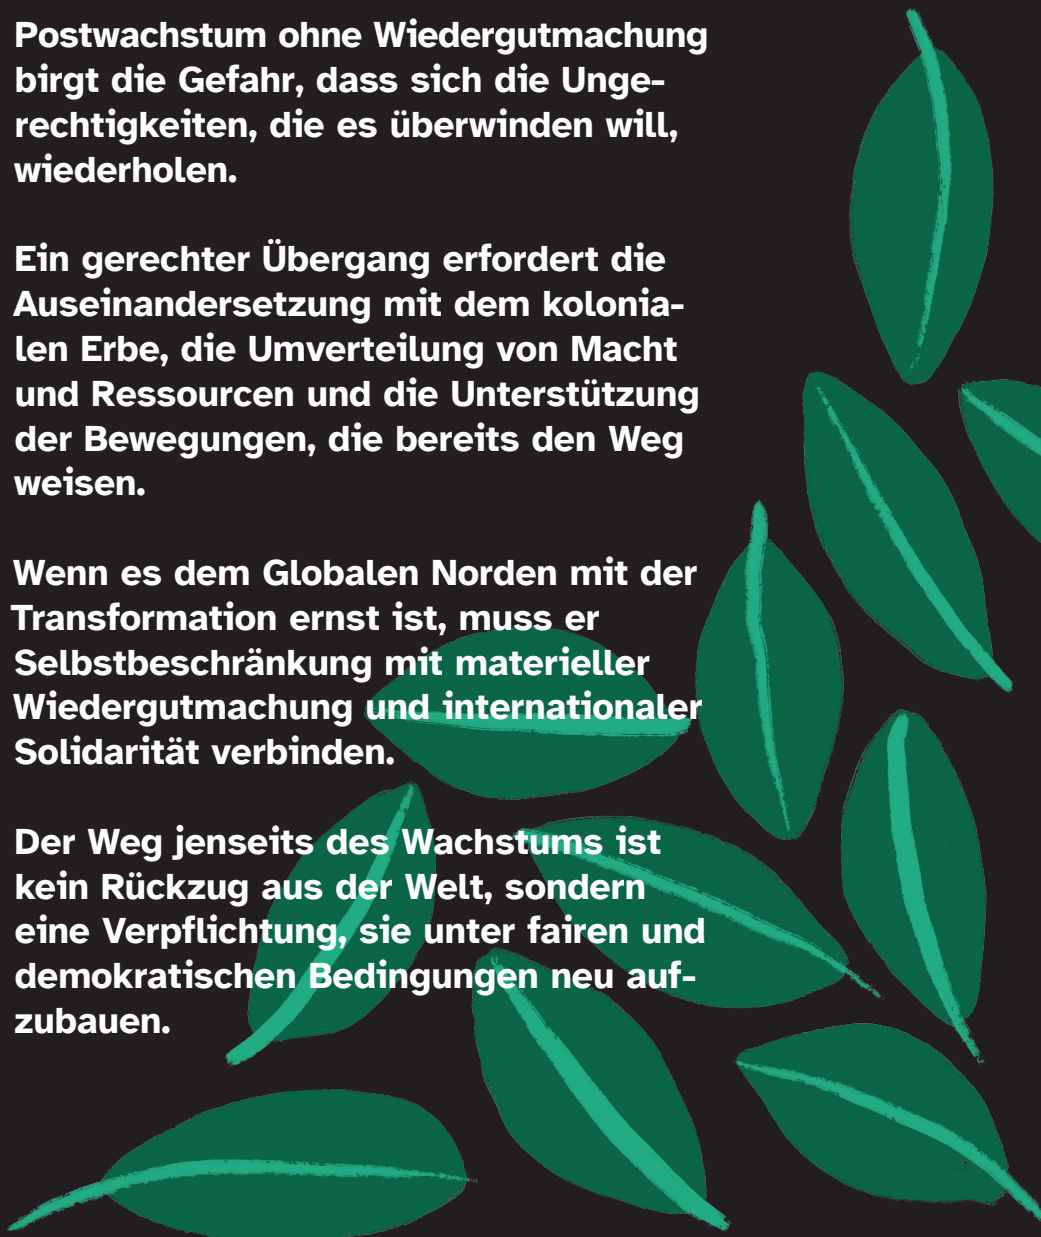 Postwachstum ohne Wiedergutmachung
birgt die Gefahr, dass sich die Unge-
rechtigkeiten, die es überwinden will,
wiederholen.
Ein gerechter Übergang erfordert die
Auseinandersetzung mit dem kolonia-
len Erbe, die Umverteilung von Macht
und Ressourcen und die Unterstützung
der Bewegungen, die bereits den Weg
weisen.
Wenn es dem Globalen Norden mit der
Transformation ernst ist, muss er
Selbstbeschränkung mit materieller
Wiedergutmachung und internationaler
Solidarität verbinden.
Der Weg jenseits des Wachstums ist
kein Rückzug aus der Welt, sondern
eine Verpflichtung, sie unter fairen und
demokratischen Bedingungen neu auf-
zubauen.